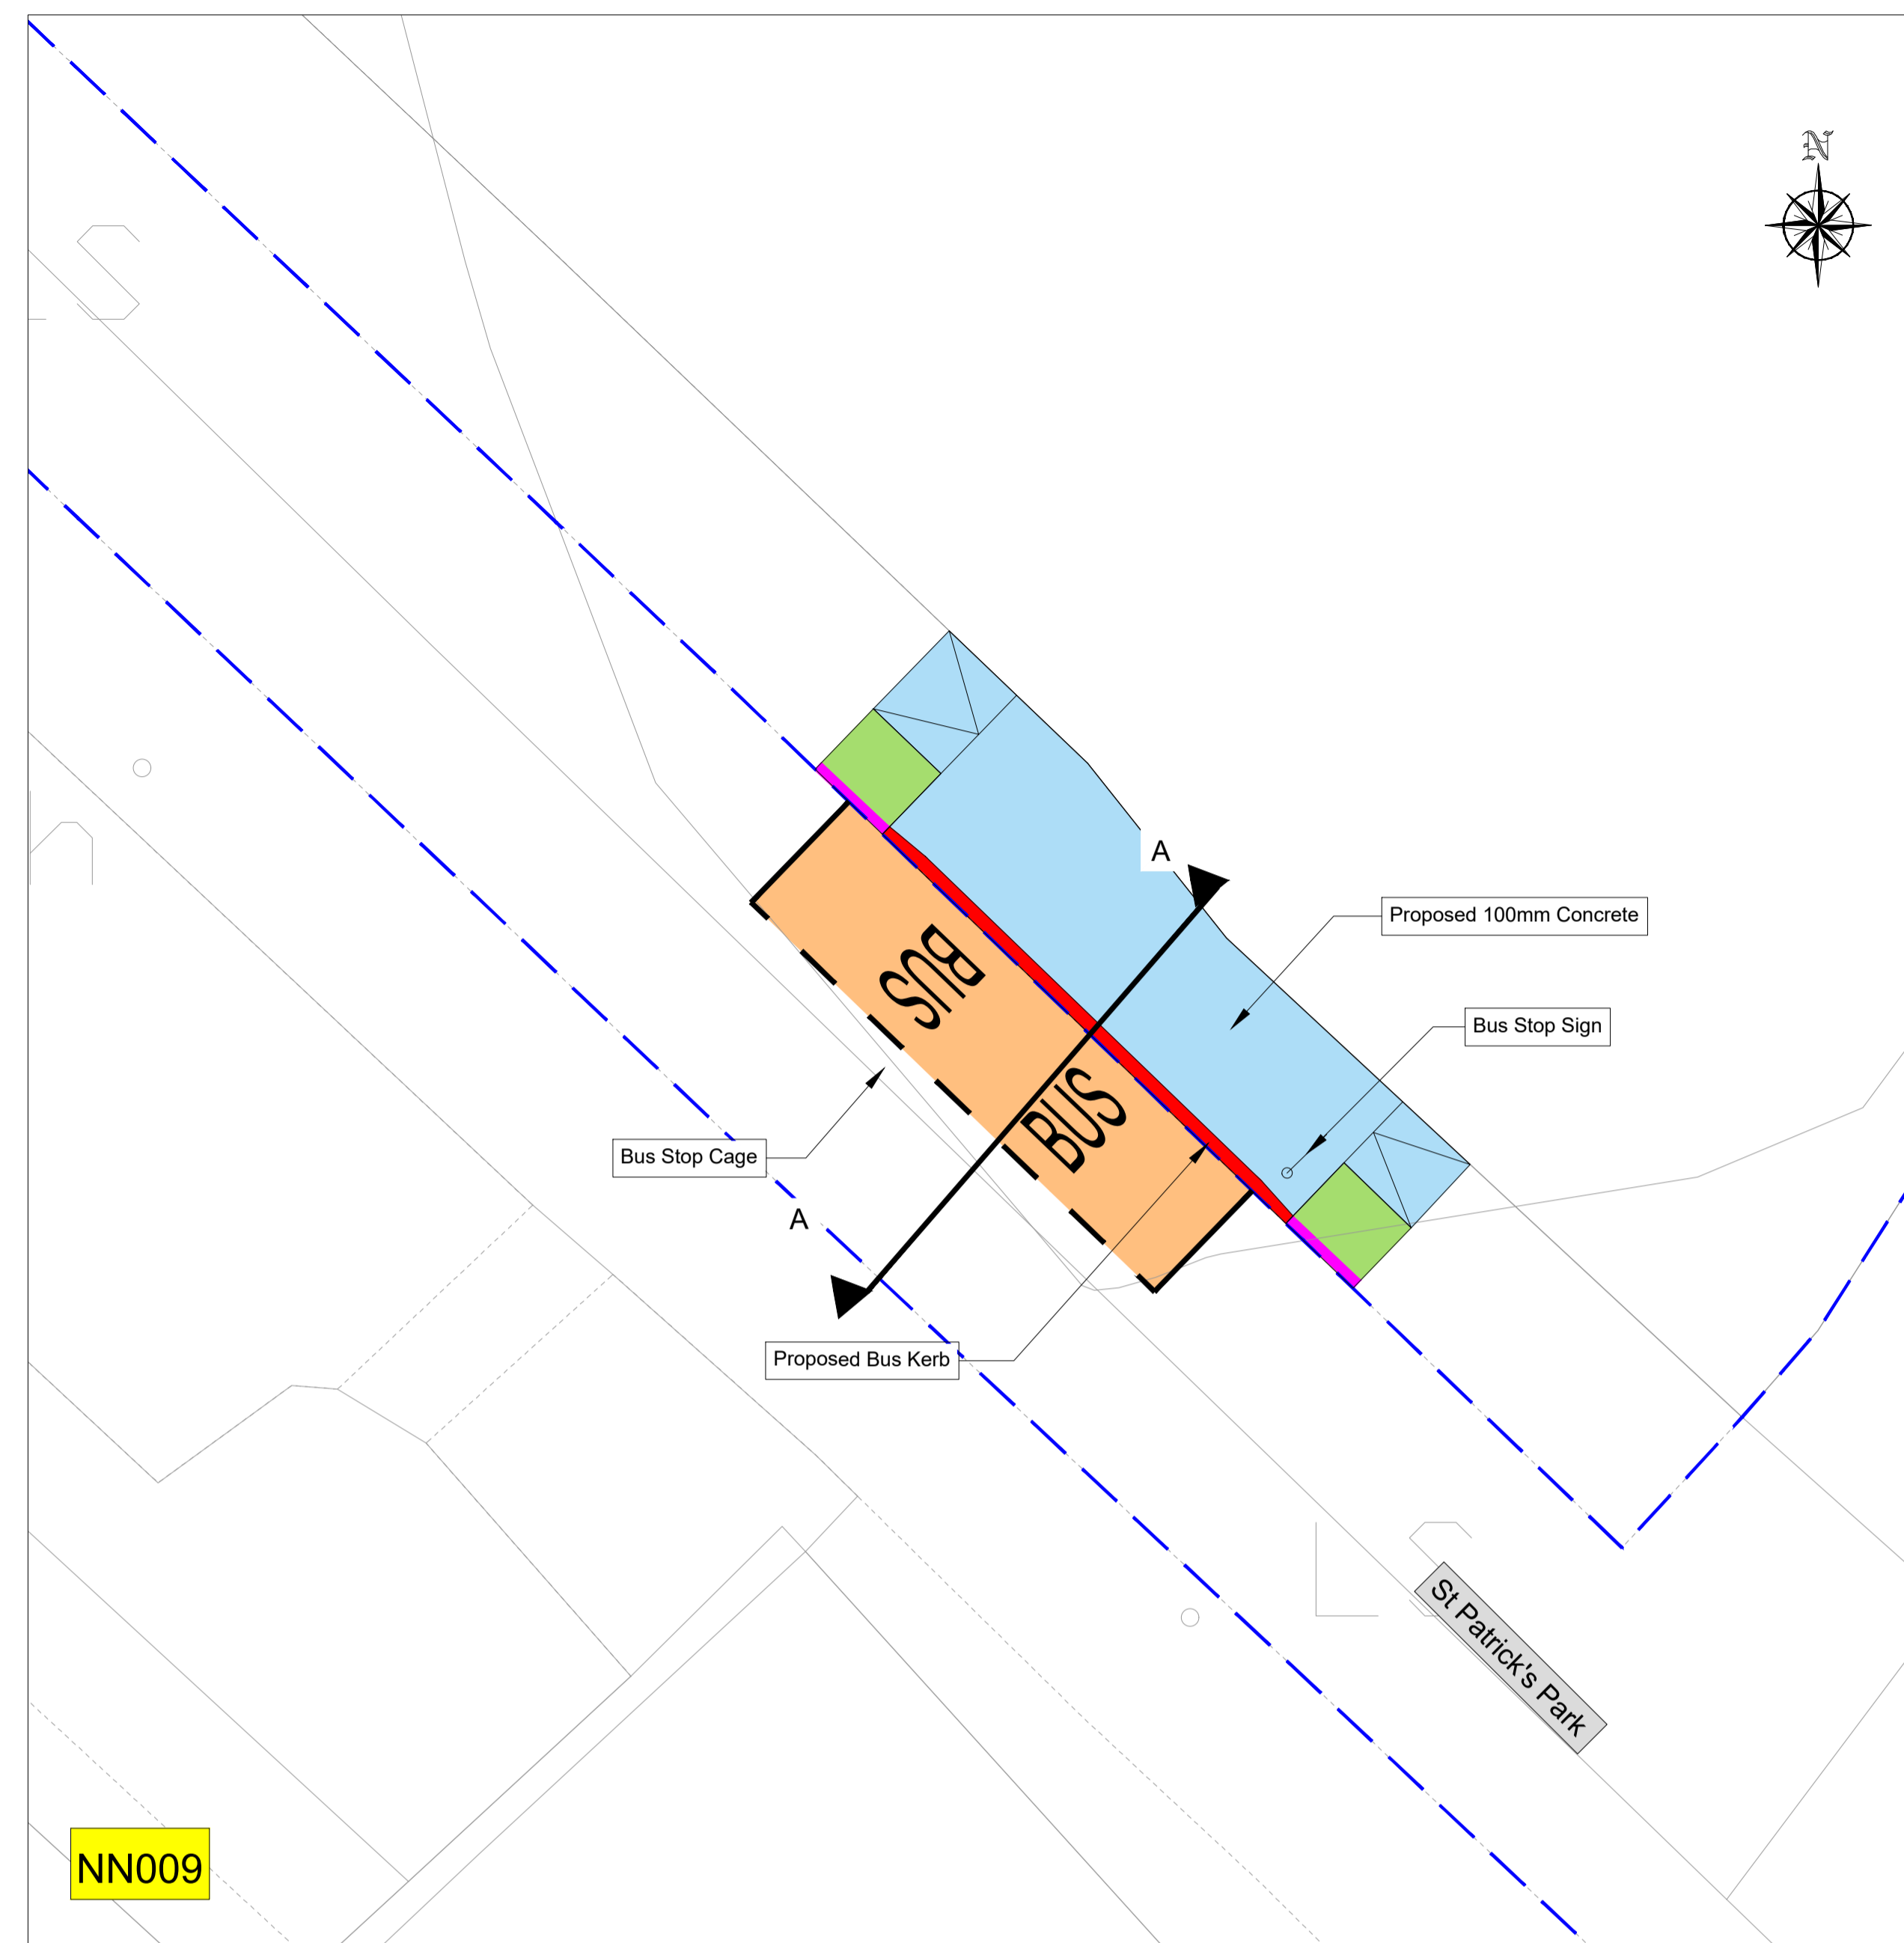 N
A
Proposed 100mm Concrete
BUS
Bus Stop Sign
BUS
Bus Stop Cage
A
Proposed Bus Kerb
St Patrick's Park
NN009